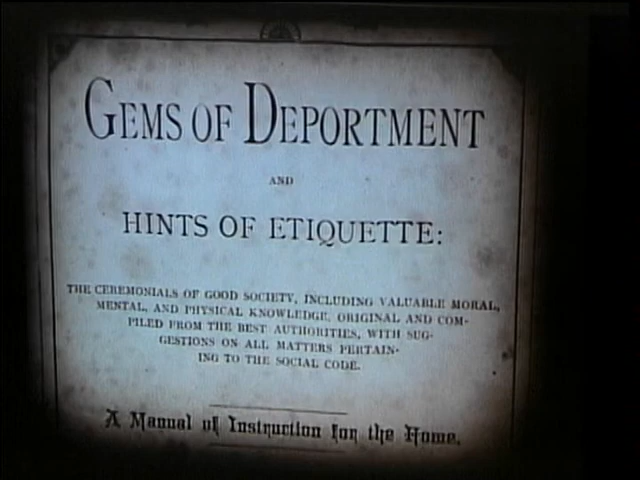 GEMS OF DEPORTMENT
AND
HINTS OF ETIQUETTE:
THE CEREMONIALS OF GOOD SOCIETY, INCLUDING VALUABLE MORAL,
MENTAL, AND PHYSICAL KNOWLEDGE, ORIGINAL AND COM-
PILED FROM THE BEST AUTHORITIES, WITH SUG-
GESTIONS ON ALL MATTERS PERTAIN-
ING TO THE SOCIAL CODE.
A Manual of Instruction for the Home.